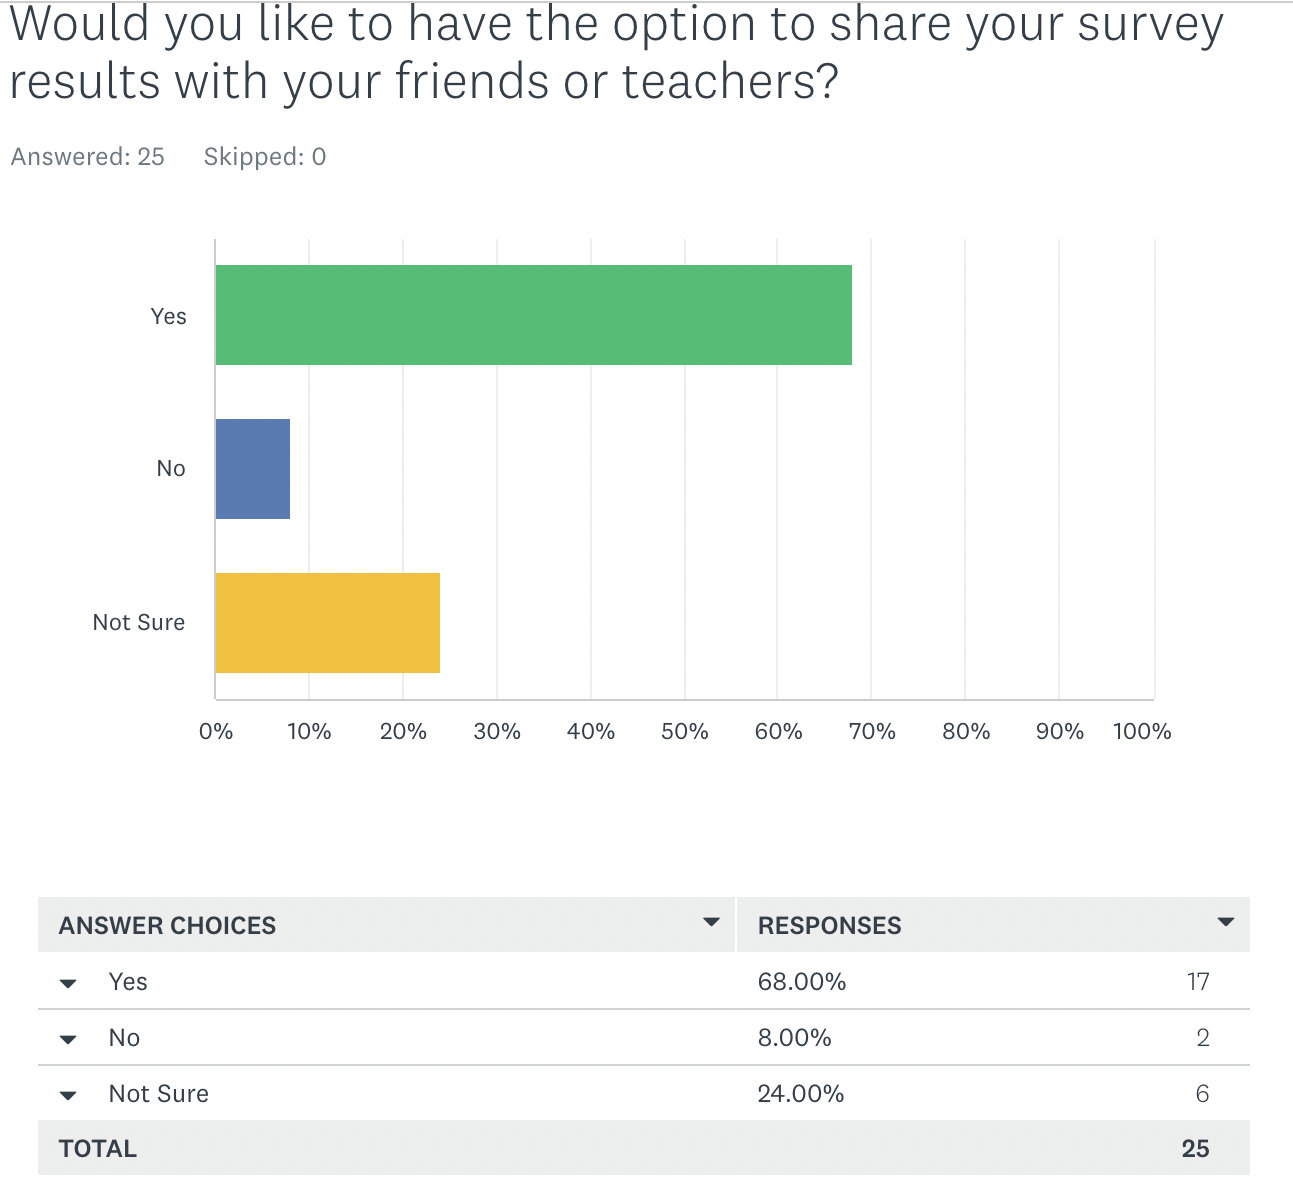 Would you like to have the option to share your survey
results with your friends or teachers?
Answered: 25 Skipped: 0
Yes
No
Not Sure
0% 10% 20% 30% 40% 50% 60% 70% 80% 90% 100%
ANSWER CHOICES RESPONSES
Yes 68.00% 17
No 8.00% 2
Not Sure 24.00% 6
TOTAL 25